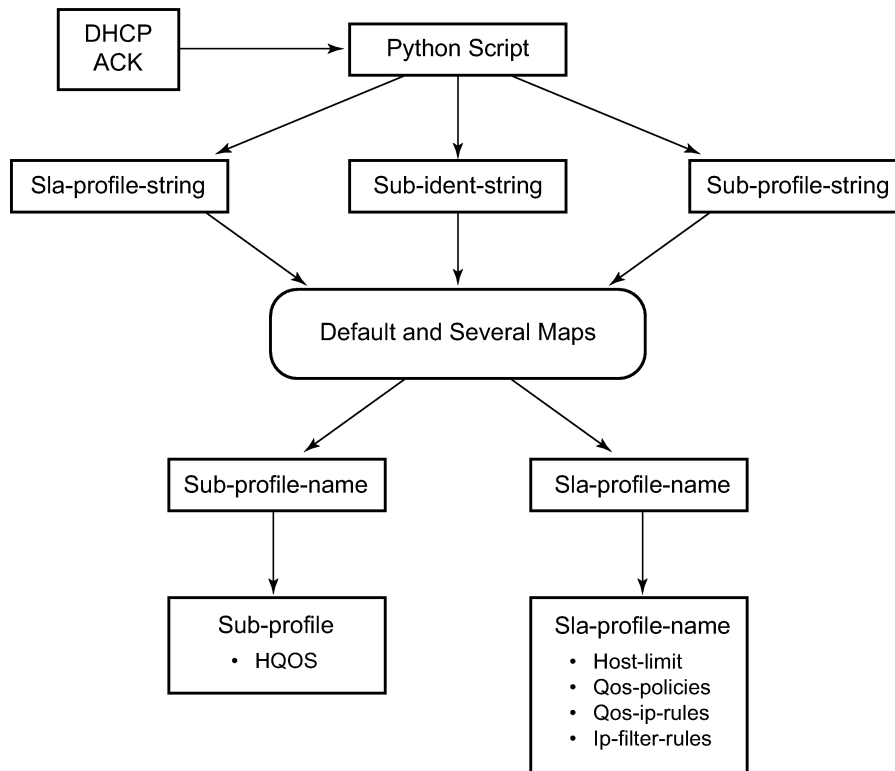 DHCP
ACK
Python Script
Sla-profile-string
Sub-ident-string
Sub-profile-string
Default and Several Maps
Sub-profile-name
Sla-profile-name
Sub-profile
• HQOS
Sla-profile-name
• Host-limit
• Qos-policies
• Qos-ip-rules
• Ip-filter-rules